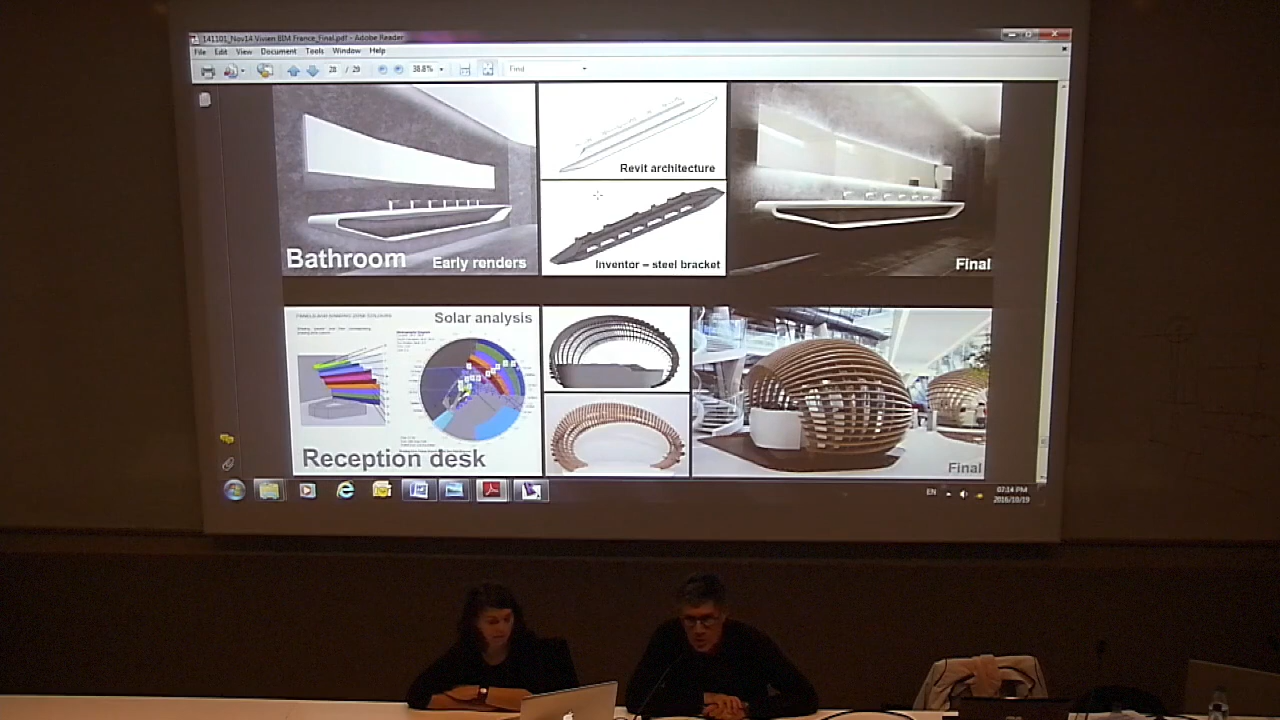 141101_Nov14 Vivien BIM France_Final.pdf - Adobe Reader
File Edit View Document Tools Window Help
28 / 29 38.8% Find
Revit architecture
Bathroom
Early renders
Inventor – steel bracket
Final
Solar analysis
Reception desk
Final
EN
02:14 PM
2016/10/19